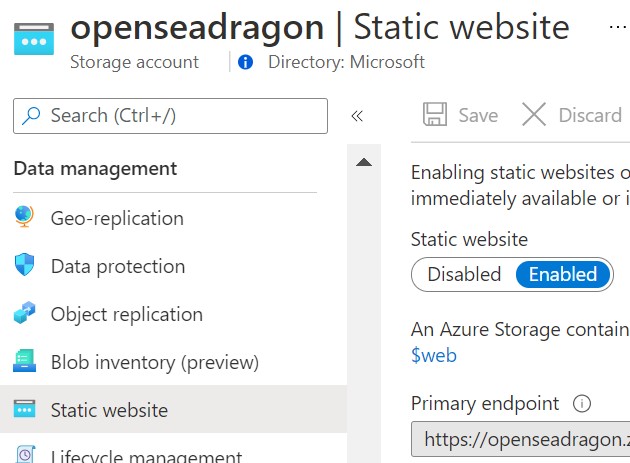 openseadragon | Static website ...
Storage account | Directory: Microsoft
Search (Ctrl+/) «
Save Discard
Data management
Geo-replication
Data protection
Object replication
Blob inventory (preview)
Static website
Lifecycle management
Enabling static websites o
immediately available or i
Static website
Disabled Enabled
An Azure Storage contain
$web
Primary endpoint
https://openseadragon.z